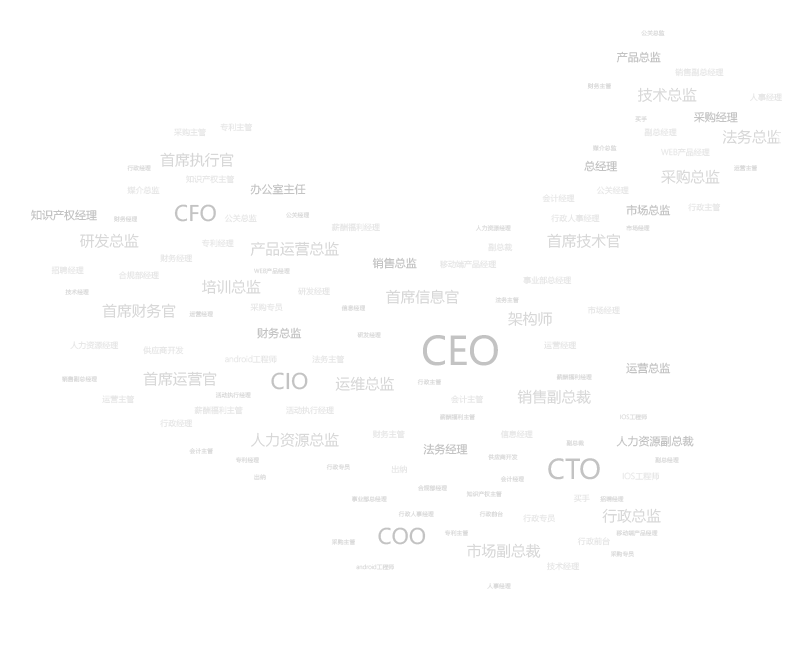 公关总监
产品总监
销售副总经理
财务主管
技术总监
人事经理
买手
采购经理
采购主管
专利主管
副总经理
法务总监
媒介总监
WEB产品经理
首席执行官
行政经理
总经理
运营主管
知识产权主管
采购总监
媒介总监
办公室主任
公关经理
会计经理
知识产权经理
财务经理
CFO
公关总监
公关经理
行政人事经理
市场总监
行政主管
薪酬福利经理
人力资源经理
市场经理
研发总监
专利经理
产品运营总监
副总裁
首席技术官
财务经理
销售总监
移动端产品经理
招聘经理
合规部经理
WEB产品经理
事业部总经理
技术经理
培训总监
研发经理
首席信息官
法务主管
首席财务官
运营经理
采购专员
架构师
市场经理
财务总监
研发经理
CEO
人力资源经理
供应商开发
android工程师
法务主管
运营经理
运营总监
销售副总经理
首席运营官
CIO
运维总监
行政主管
薪酬福利经理
活动执行经理
运营主管
会计主管
销售副总裁
薪酬福利主管
活动执行经理
薪酬福利主管
IOS工程师
行政经理
人力资源总监
财务主管
信息经理
副总裁
人力资源副总裁
会计主管
法务经理
专利经理
供应商开发
副总经理
行政专员
出纳
CTO
出纳
会计经理
IOS工程师
合规部经理
知识产权主管
事业部总经理
买手
招聘经理
行政人事经理
行政前台
行政专员
行政总监
采购主管
COO
专利主管
移动端产品经理
行政前台
市场副总裁
采购专员
android工程师
技术经理
人事经理